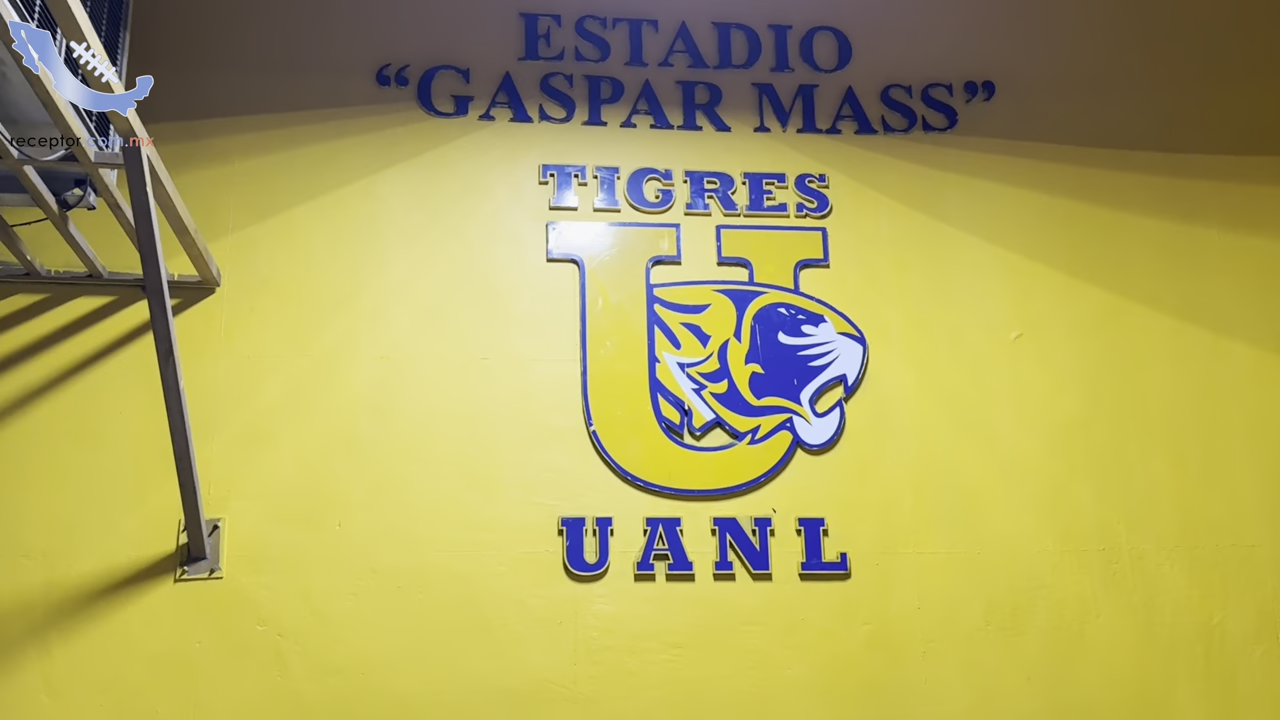 ESTADIO
“GASPAR MASS”
receptor.com.mx
TIGRES
U
UANL